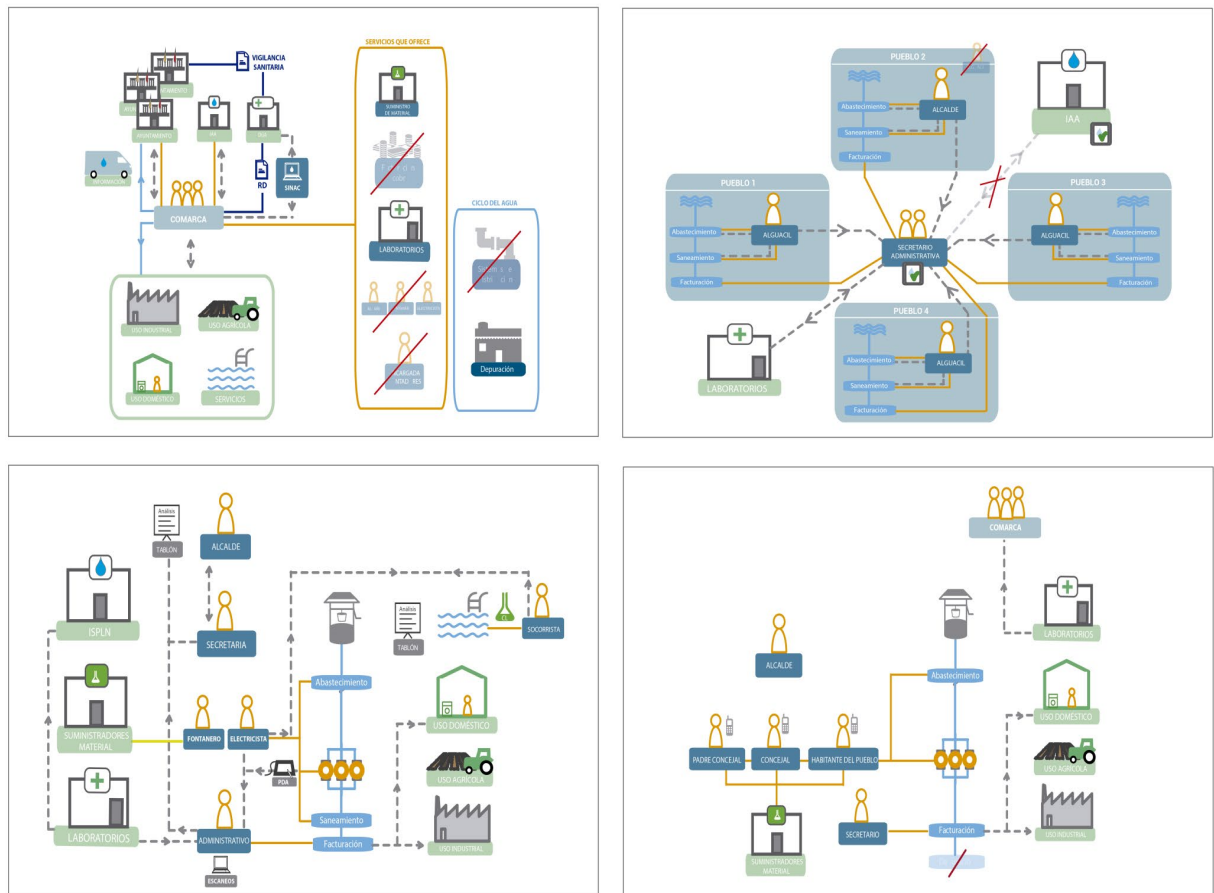 SERVICIOS QUE OFRECE
VIGILANCIA
SANITARIA
AYUNTAMIENTO
RD
SINAC
INFORMACIÓN
COMARCA
SUMINISTRO
DE MATERIAL
LABORATORIOS
CICLO DEL AGUA
Depuración
USO INDUSTRIAL
USO AGRÍCOLA
USO DOMÉSTICO
SERVICIOS
PUEBLO 2
Abastecimiento
ALCALDE
Saneamiento
Facturación
IAA
PUEBLO 1
Abastecimiento
ALGUACIL
Saneamiento
Facturación
SECRETARIO
ADMINISTRATIVA
PUEBLO 3
ALGUACIL
Abastecimiento
Saneamiento
Facturación
PUEBLO 4
Abastecimiento
ALGUACIL
Saneamiento
Facturación
LABORATORIOS
Análisis
TABLÓN
ALCALDE
ISPLN
SECRETARIA
Análisis
TABLÓN
CL
SOCORRISTA
Abastecimiento
SUMINISTRADORES
MATERIAL
FONTANERO
ELECTRICISTA
USO DOMÉSTICO
PDA
USO AGRÍCOLA
LABORATORIOS
ADMINISTRATIVO
Saneamiento
Facturación
USO INDUSTRIAL
ESCANEOS
COMARCA
LABORATORIOS
ALCALDE
Abastecimiento
USO DOMÉSTICO
PADRE CONCEJAL
CONCEJAL
HABITANTE DEL PUEBLO
USO AGRÍCOLA
SECRETARIO
Facturación
USO INDUSTRIAL
SUMINISTRADORES
MATERIAL